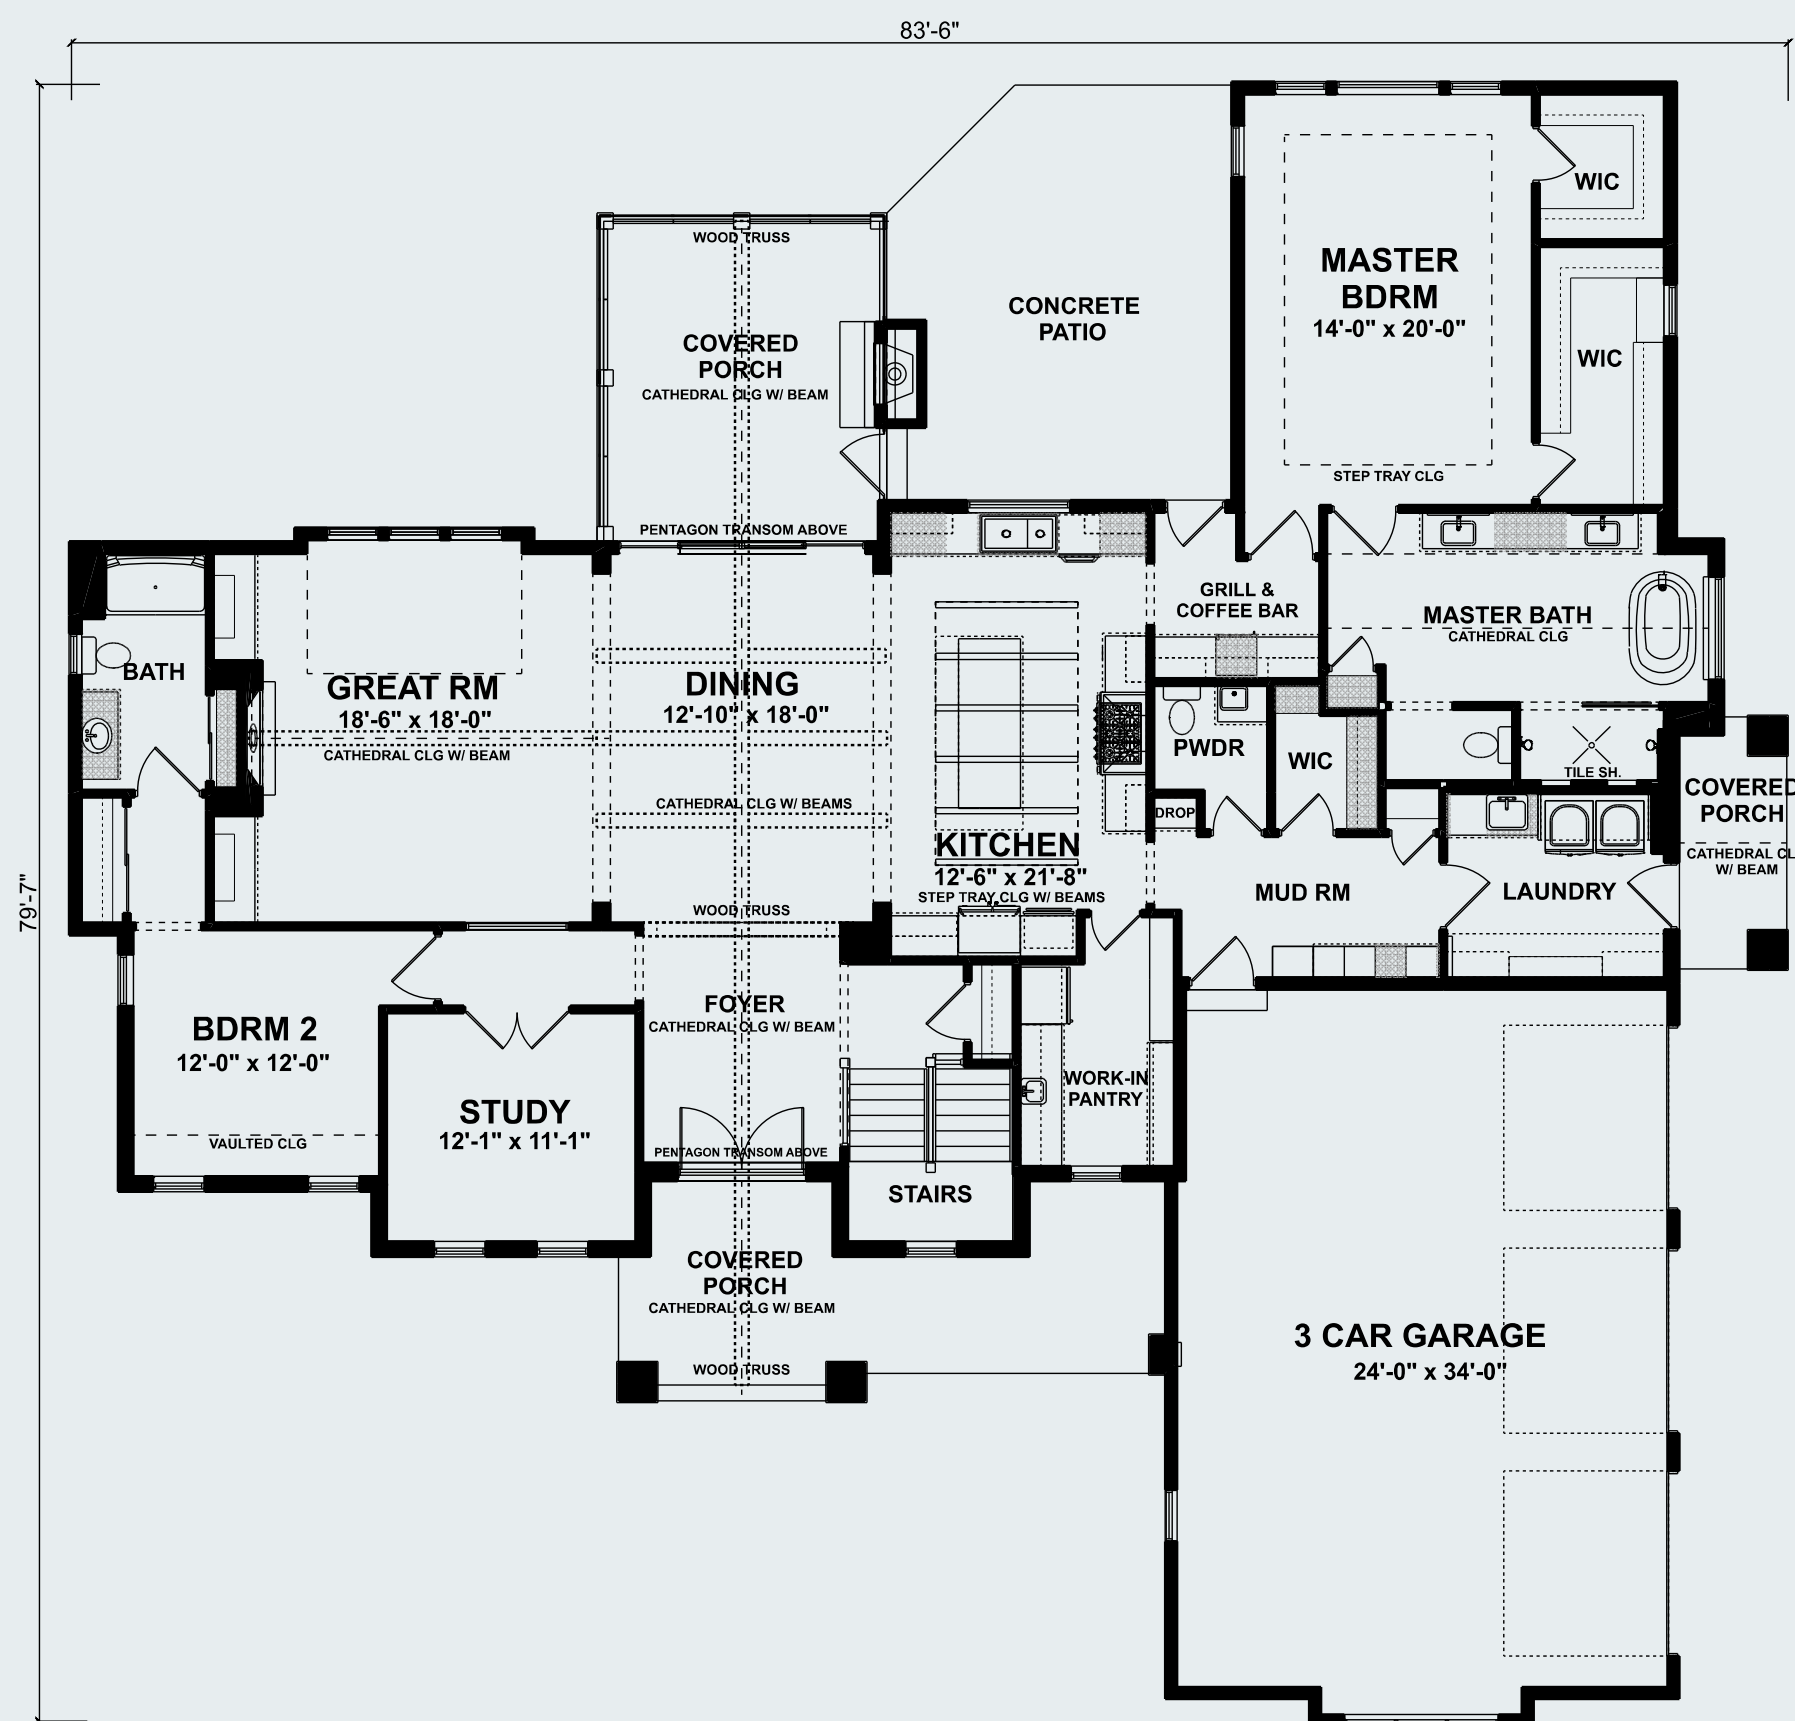 83'-6"
79'-7"
WIC
MASTER
BDRM
14'-0" x 20'-0"
STEP TRAY CLG
WIC
WOOD TRUSS
COVERED
PORCH
CATHEDRAL CLG W/ BEAM
PENTAGON TRANSOM ABOVE
CONCRETE
PATIO
GRILL &
COFFEE BAR
MASTER BATH
CATHEDRAL CLG
BATH
GREAT RM
18'-6" x 18'-0"
CATHEDRAL CLG W/ BEAM
DINING
12'-10" x 18'-0"
CATHEDRAL CLG W/ BEAMS
WOOD TRUSS
KITCHEN
12'-6" x 21'-8"
STEP TRAY CLG W/ BEAMS
PWDR
WIC
DROP
TILE SH.
COVERED
PORCH
CATHEDRAL CL
W/ BEAM
MUD RM
LAUNDRY
BDRM 2
12'-0" x 12'-0"
VAULTED CLG
STUDY
12'-1" x 11'-1"
FOYER
CATHEDRAL CLG W/ BEAM
PENTAGON TRANSOM ABOVE
STAIRS
WORK-IN
PANTRY
COVERED
PORCH
CATHEDRAL CLG W/ BEAM
WOOD TRUSS
3 CAR GARAGE
24'-0" x 34'-0"